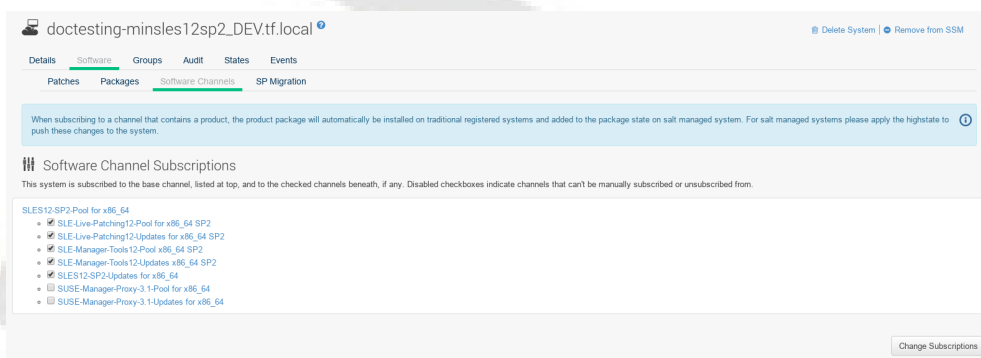 doctesting-minsles12sp2_DEV.tf.local ?
Delete System | Remove from SSM
Details Software Groups Audit States Events
Patches Packages Software Channels SP Migration
When subscribing to a channel that contains a product, the product package will automatically be installed on traditional registered systems and added to the package state on salt managed system. For salt managed systems please apply the highstate to
push these changes to the system.
Software Channel Subscriptions
This system is subscribed to the base channel, listed at top, and to the checked channels beneath, if any. Disabled checkboxes indicate channels that can't be manually subscribed or unsubscribed from.
SLES12-SP2-Pool for x86_64
SLE-Live-Patching12-Pool for x86_64 SP2
SLE-Live-Patching12-Updates for x86_64 SP2
SLE-Manager-Tools12-Pool x86_64 SP2
SLE-Manager-Tools12-Updates x86_64 SP2
SLES12-SP2-Updates for x86_64
SUSE-Manager-Proxy-3.1-Pool for x86_64
SUSE-Manager-Proxy-3.1-Updates for x86_64
Change Subscriptions